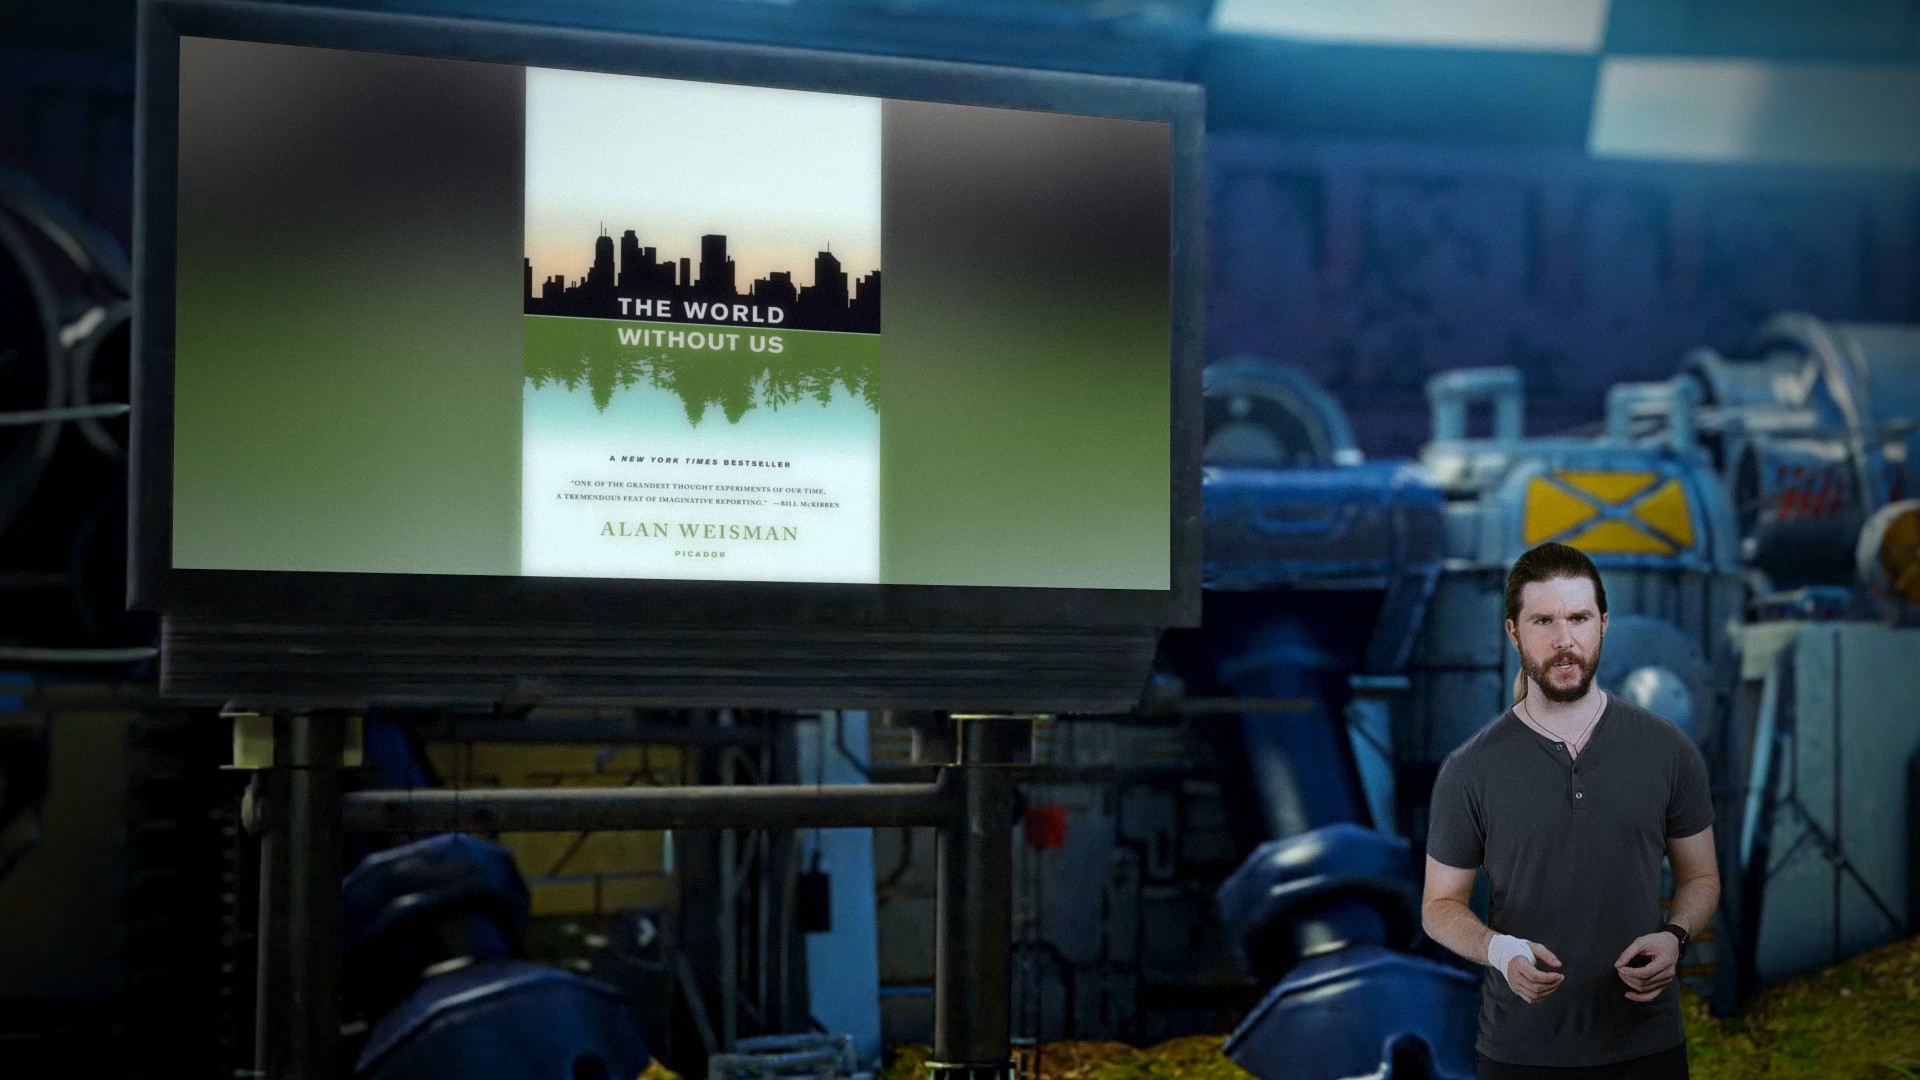 THE WORLD
WITHOUT US
A NEW YORK TIMES BESTSELLER
"ONE OF THE GRANDEST THOUGHT EXPERIMENTS OF OUR TIME,
A TREMENDOUS FEAT OF IMAGINATIVE REPORTING." —BILL McKIBBEN
ALAN WEISMAN
PICADOR